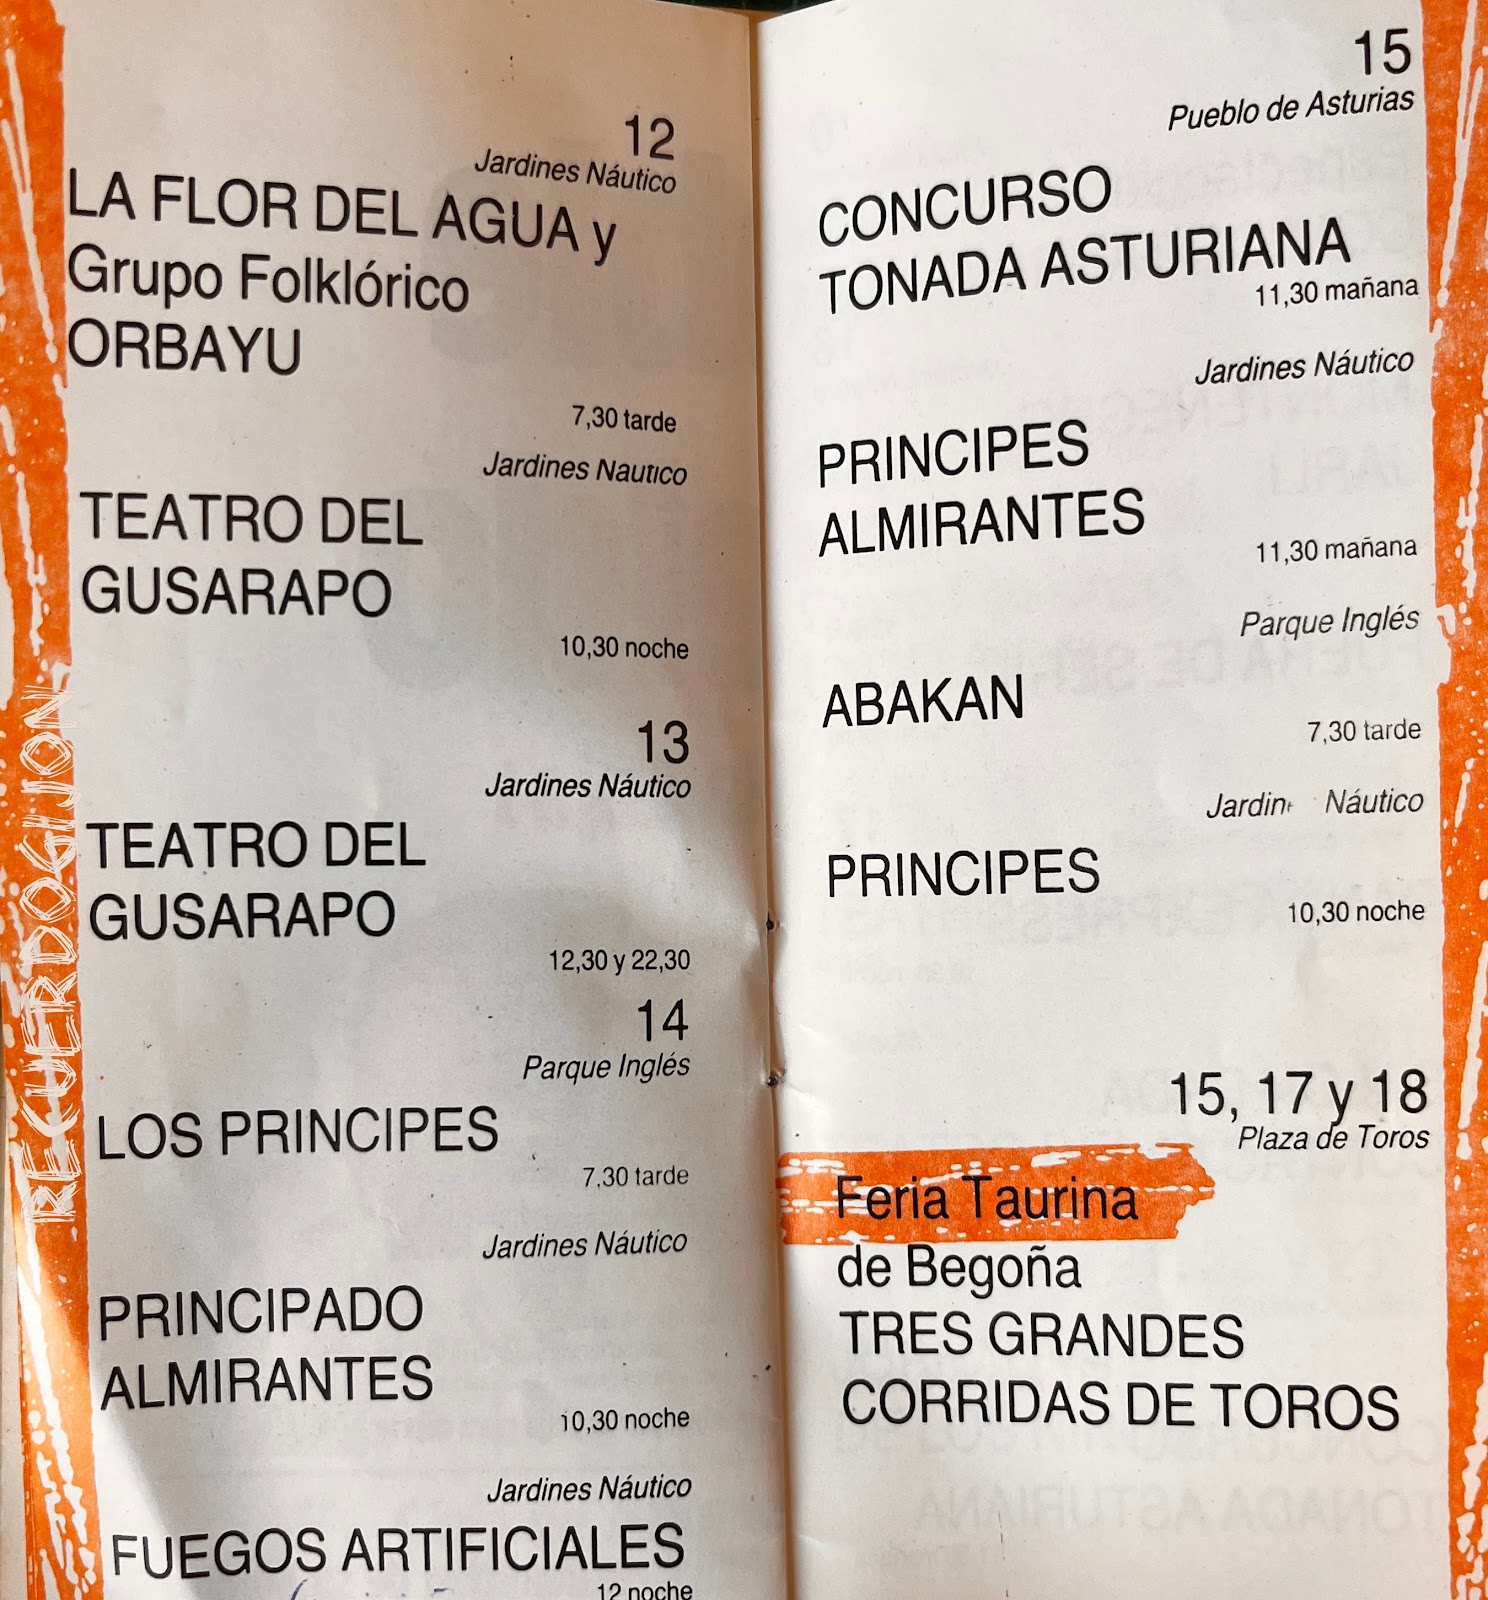 12
Jardines Náutico
LA FLOR DEL AGUA y
Grupo Folklórico
ORBAYU
7,30 tarde
Jardines Nautico
TEATRO DEL
GUSARAPO
10,30 noche
13
Jardines Náutico
TEATRO DEL
GUSARAPO
12,30 y 22,30
14
Parque Inglés
LOS PRINCIPES
7,30 tarde
Jardines Náutico
PRINCIPADO
ALMIRANTES
10,30 noche
Jardines Náutico
FUEGOS ARTIFICIALES
12 noche
15
Pueblo de Asturias
CONCURSO
TONADA ASTURIANA
11,30 mañana
Jardines Náutico
PRINCIPES
ALMIRANTES
11,30 mañana
Parque Inglés
ABAKAN
7,30 tarde
Jardin Náutico
PRINCIPES
10,30 noche
15, 17 y 18
Plaza de Toros
Feria Taurina
de Begoña
TRES GRANDES
CORRIDAS DE TOROS
RECUERDOGIJON